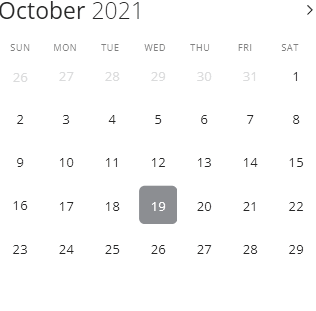 October 2021
SUN MON TUE WED THU FRI SAT
26 27 28 29 30 31 1
2 3 4 5 6 7 8
9 10 11 12 13 14 15
16 17 18 19 20 21 22
23 24 25 26 27 28 29